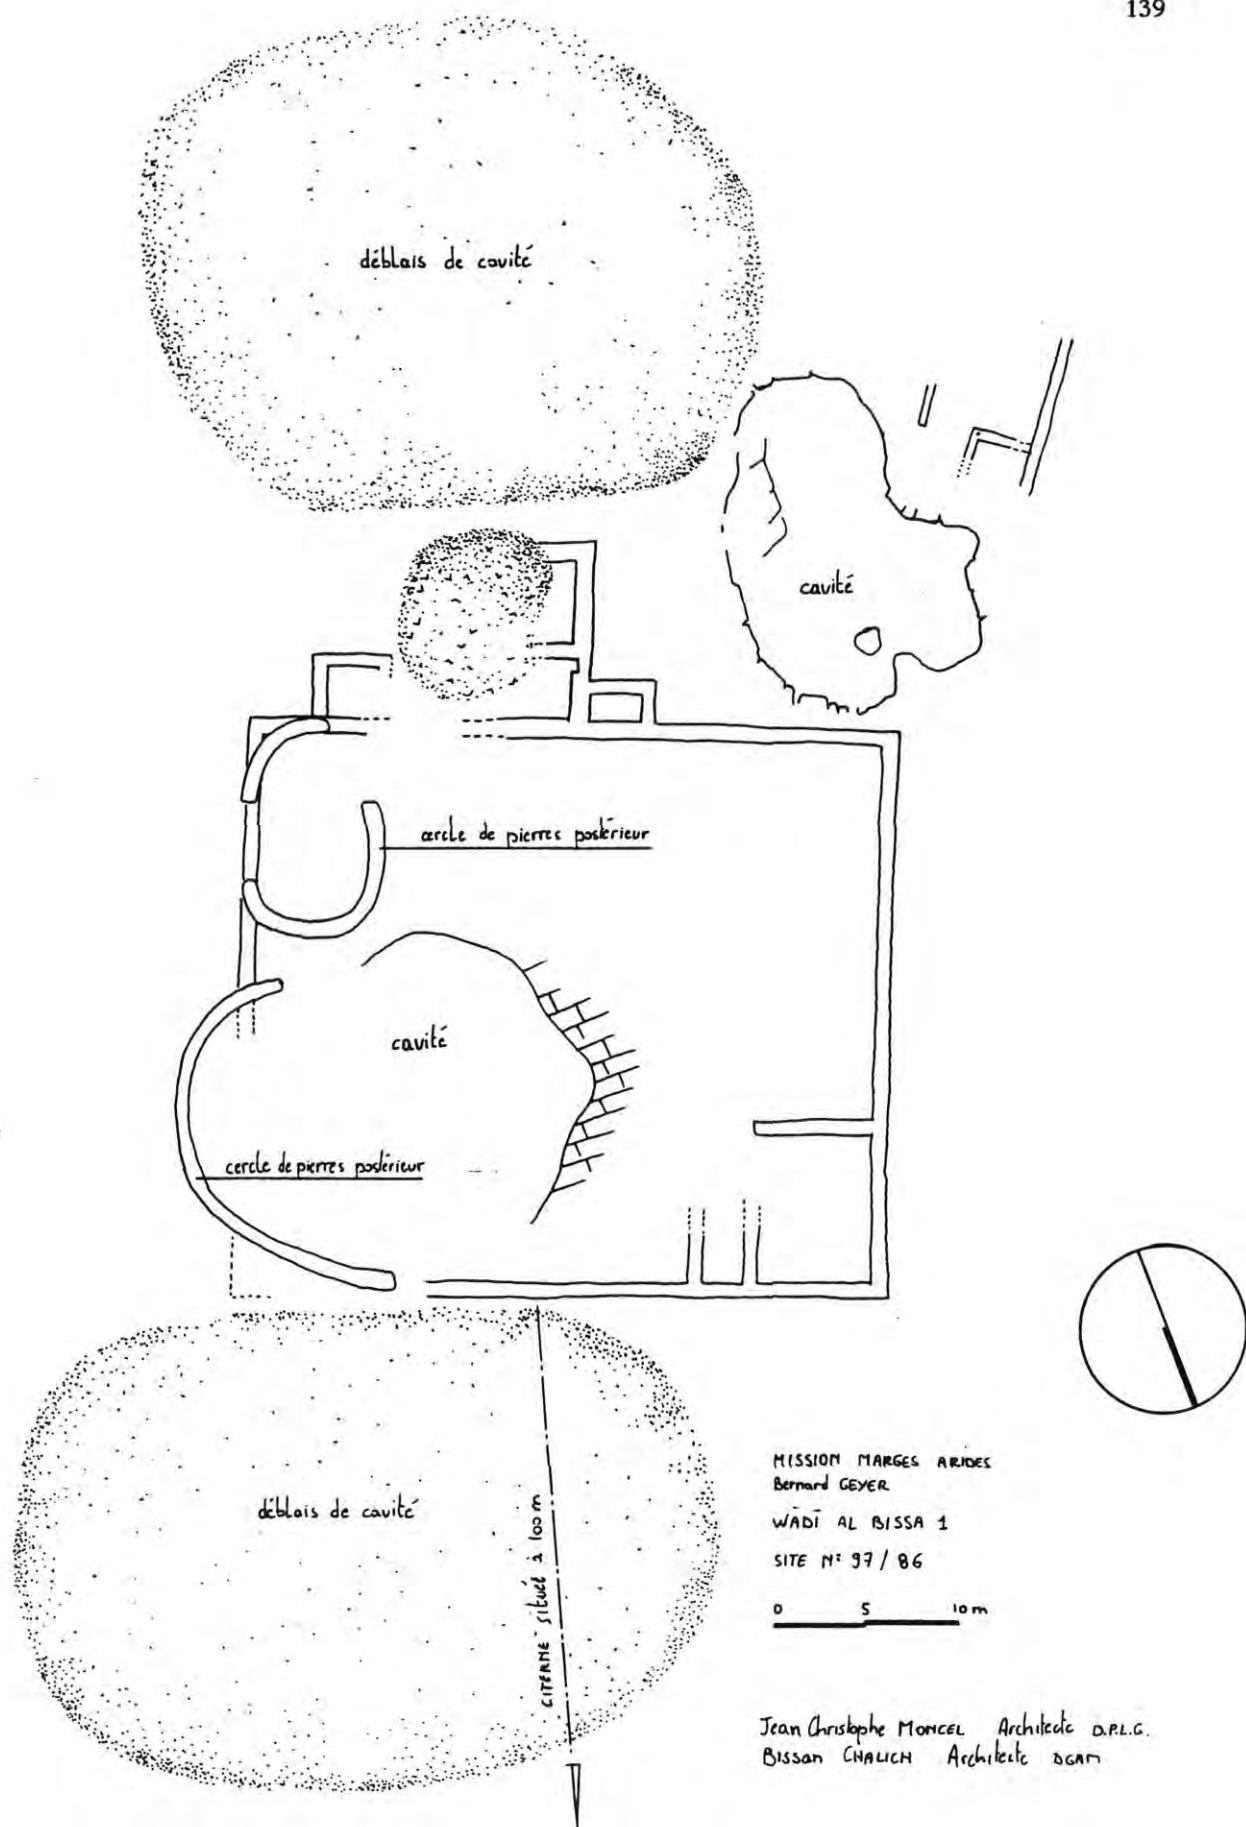 139
déblais de cavité
cavité
cercle de pierres postérieur
cavité
cercle de pierres postérieur
déblais de cavité
CITERNE située à 100 m
MISSION MARGES ARIDES
Bernard GEYER
WĀDĪ AL BISSA 1
SITE N° 97 / 86
0 5 10 m
Jean Christophe MONCEL Architecte D.P.L.G.
Bissan CHALICH Architecte DGAM